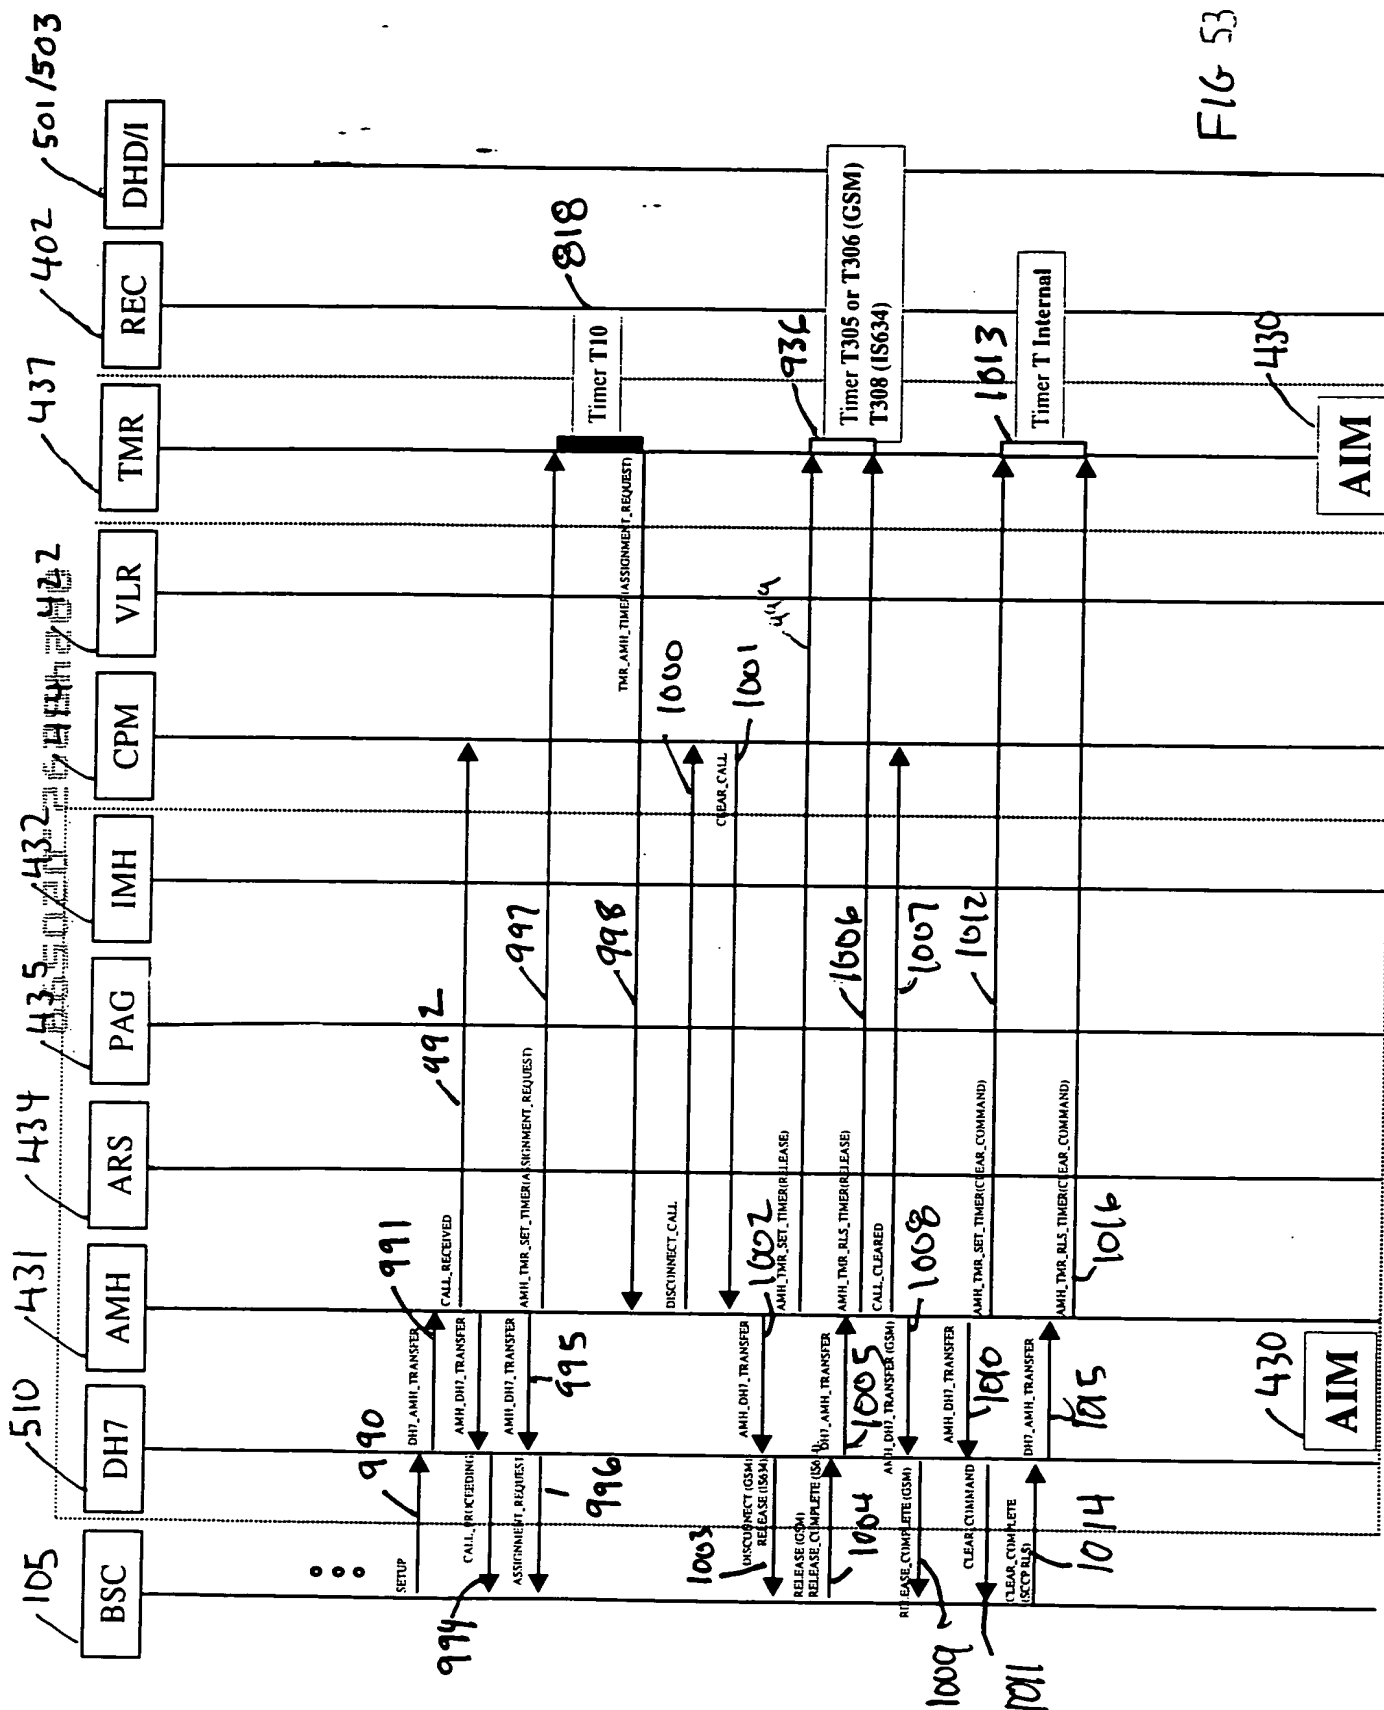 501/503
402
437
422
414
432
435
434
431
510
105
DHD/I
REC
TMR
VLR
CPM
IMH
PAG
ARS
AMH
DH7
BSC
SETUP
990
DH7_AMH_TRANSFER
991
CALL_RECEIVED
992
AMH_DH7_TRANSFER
CALL_PROCEEDING
994
AMH_DH7_TRANSFER
995
ASSIGNMENT_REQUEST
996
AMH_TMR_SET_TIMER(ASSIGNMENT_REQUEST)
997
Timer T10
818
TMR_AMH_TIMER(ASSIGNMENT_REQUEST)
998
DISCONNECT_CALL
1000
CLEAR_CALL
1001
AMH_DH7_TRANSFER
1002
DISCONNECT (GSM)
RELEASE (IS634)
1003
AMH_TMR_SET_TIMER(RELEASE)
936
Timer T305 or T306 (GSM)
T308 (IS634)
RELEASE (GSM)
RELEASE_COMPLETE (IS634)
1004
DH7_AMH_TRANSFER
1005
AMH_TMR_RLS_TIMER(RELEASE)
1006
CALL_CLEARED
1007
AMH_DH7_TRANSFER (GSM)
1008
RELEASE_COMPLETE (GSM)
1009
AMH_DH7_TRANSFER
1010
CLEAR_COMMAND
1011
AMH_TMR_SET_TIMER(CLEAR_COMMAND)
1012
1013
Timer T Internal
CLEAR_COMPLETE
(SCCP RLS)
1014
DH7_AMH_TRANSFER
1015
AMH_TMR_RLS_TIMER(CLEAR_COMMAND)
1016
AIM
430
AIM
430
FIG 53